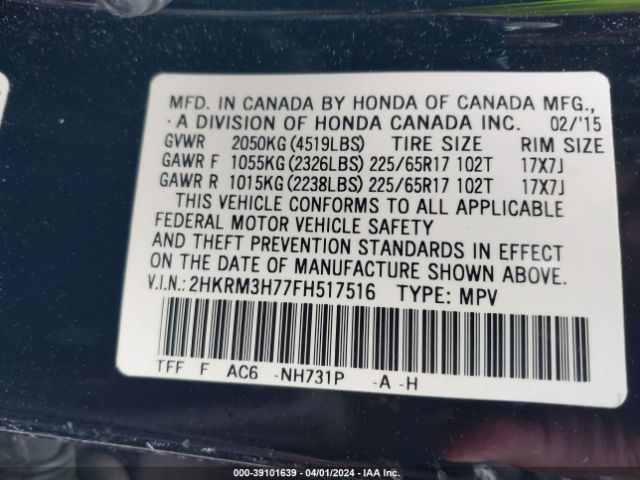 MFD. IN CANADA BY HONDA OF CANADA MFG.,
A DIVISION OF HONDA CANADA INC. 02/'15
GVWR 2050KG(4519LBS) TIRE SIZE RIM SIZE
GAWR F 1055KG(2326LBS) 225/65R17 102T 17X7J
GAWR R 1015KG(2238LBS) 225/65R17 102T 17X7J
THIS VEHICLE CONFORMS TO ALL APPLICABLE
FEDERAL MOTOR VEHICLE SAFETY
AND THEFT PREVENTION STANDARDS IN EFFECT
ON THE DATE OF MANUFACTURE SHOWN ABOVE.
V.I.N.: 2HKRM3H77FH517516 TYPE: MPV
TFF F AC6 -NH731P -A -H
000-39101639 - 04/01/2024 - IAA Inc.